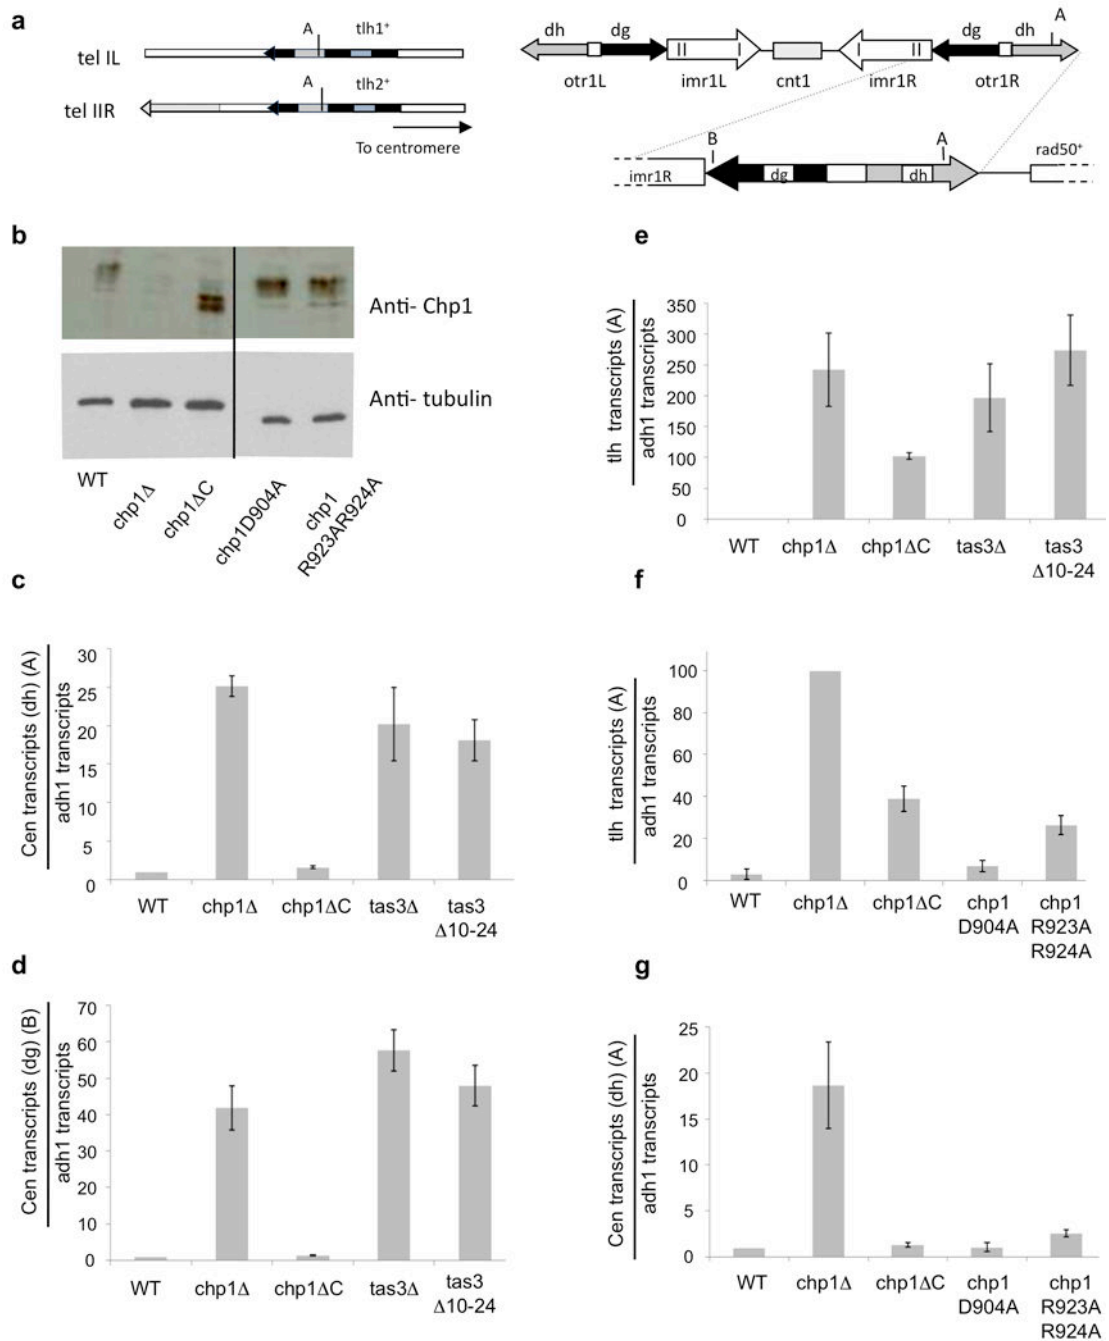 a
A
tlh1⁺
tel IL
A
tlh2⁺
tel IIR
To centromere
dh
dg
dg
dh
A
otr1L
imr1L
cnt1
imr1R
otr1R
B
A
rad50⁺
imr1R
dg
dh
b
Anti- Chp1
Anti- tubulin
WT
chp1Δ
chp1ΔC
chp1D904A
chp1
R923AR924A
c
Cen transcripts (dh) (A)
adh1 transcripts
30
25
20
15
10
5
0
WT
chp1Δ
chp1ΔC
tas3Δ
tas3
Δ10-24
d
Cen transcripts (dg) (B)
adh1 transcripts
70
60
50
40
30
20
10
0
WT
chp1Δ
chp1ΔC
tas3Δ
tas3
Δ10-24
e
tlh transcripts (A)
adh1 transcripts
350
300
250
200
150
100
50
0
WT
chp1Δ
chp1ΔC
tas3Δ
tas3
Δ10-24
f
tlh transcripts (A)
adh1 transcripts
100
80
60
40
20
0
WT
chp1Δ
chp1ΔC
chp1
D904A
chp1
R923A
R924A
g
Cen transcripts (dh) (A)
adh1 transcripts
25
20
15
10
5
0
WT
chp1Δ
chp1ΔC
chp1
D904A
chp1
R923A
R924A